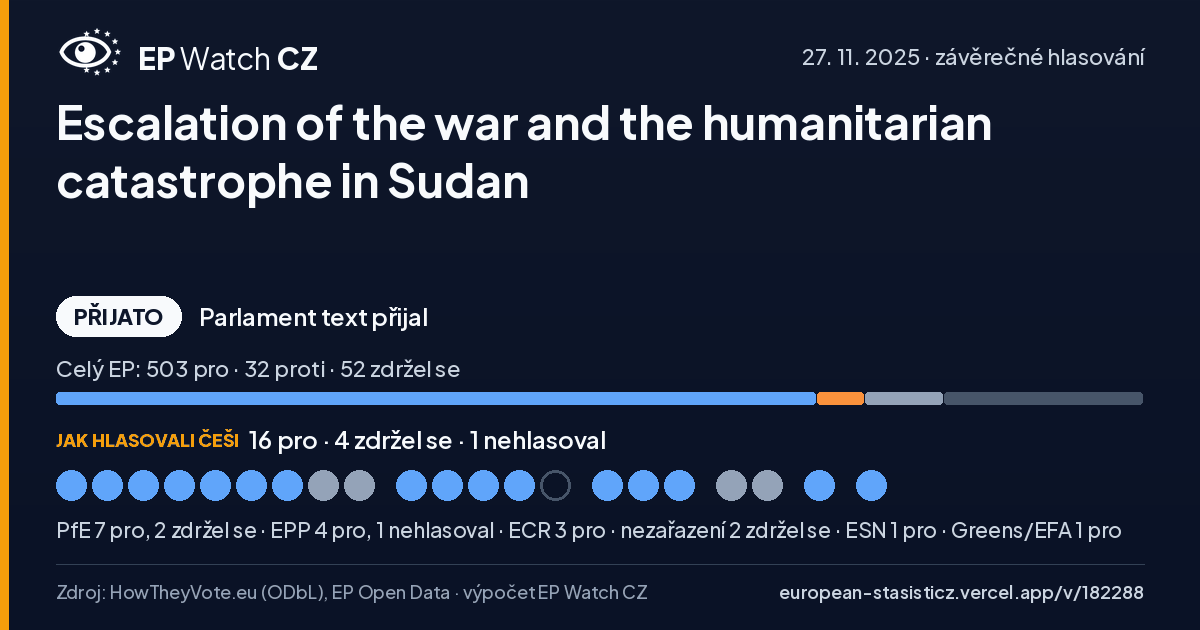 EP Watch CZ
27. 11. 2025 · závěrečné hlasování
Escalation of the war and the humanitarian
catastrophe in Sudan
PŘIJATO Parlament text přijal
Celý EP: 503 pro · 32 proti · 52 zdržel se
JAK HLASOVALI ČEŠI 16 pro · 4 zdržel se · 1 nehlasoval
PfE 7 pro, 2 zdržel se · EPP 4 pro, 1 nehlasoval · ECR 3 pro · nezařazení 2 zdržel se · ESN 1 pro · Greens/EFA 1 pro
Zdroj: HowTheyVote.eu (ODbL), EP Open Data · výpočet EP Watch CZ
european-stasisticz.vercel.app/v/182288